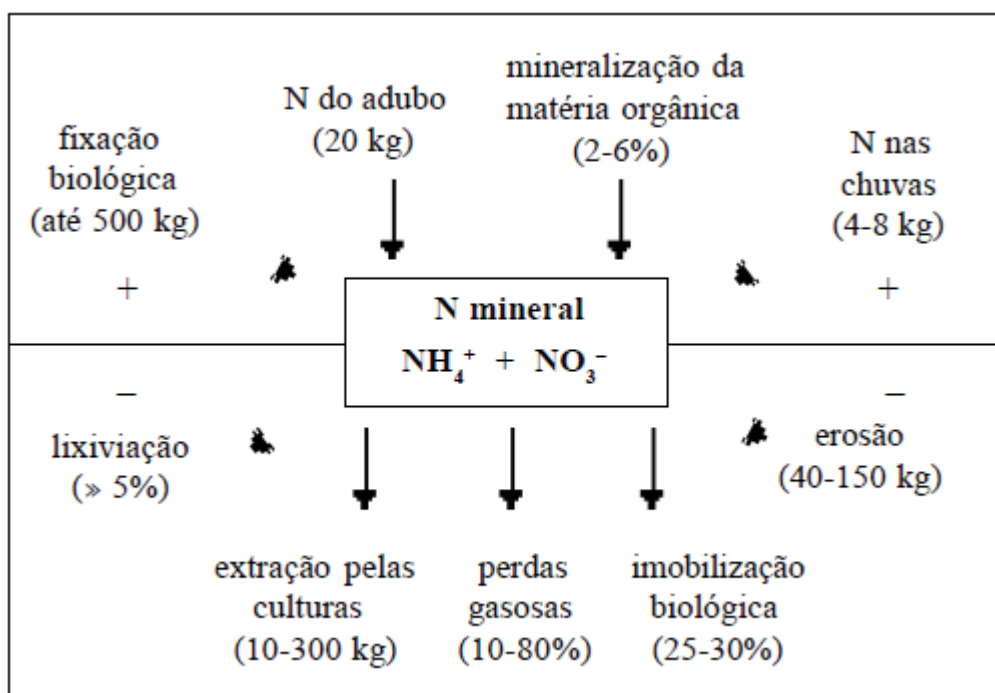 fixação
biológica
(até 500 kg)
+
N do adubo
(20 kg)
mineralização da
matéria orgânica
(2-6%)
N nas
chuvas
(4-8 kg)
+
N mineral
NH₄⁺ + NO₃⁻
–
lixiviação
(» 5%)
–
erosão
(40-150 kg)
extração pelas
culturas
(10-300 kg)
perdas
gasosas
(10-80%)
imobilização
biológica
(25-30%)